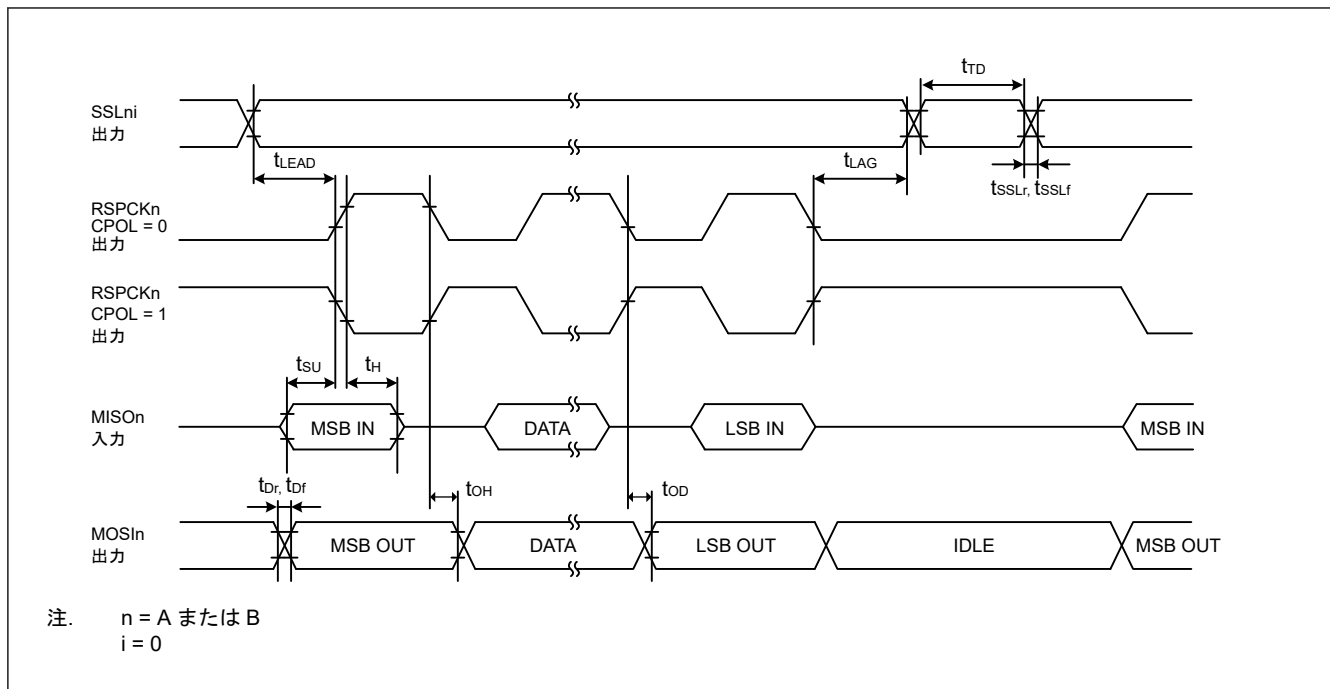 tTD
SSLni
出力
tLEAD
tLAG
tSSLr, tSSLf
RSPCKn
CPOL = 0
出力
RSPCKn
CPOL = 1
出力
tSU
tH
MISOn
入力
MSB IN
DATA
LSB IN
MSB IN
tDr, tDf
tOH
tOD
MOSIn
出力
MSB OUT
DATA
LSB OUT
IDLE
MSB OUT
注. n = A または B
i = 0